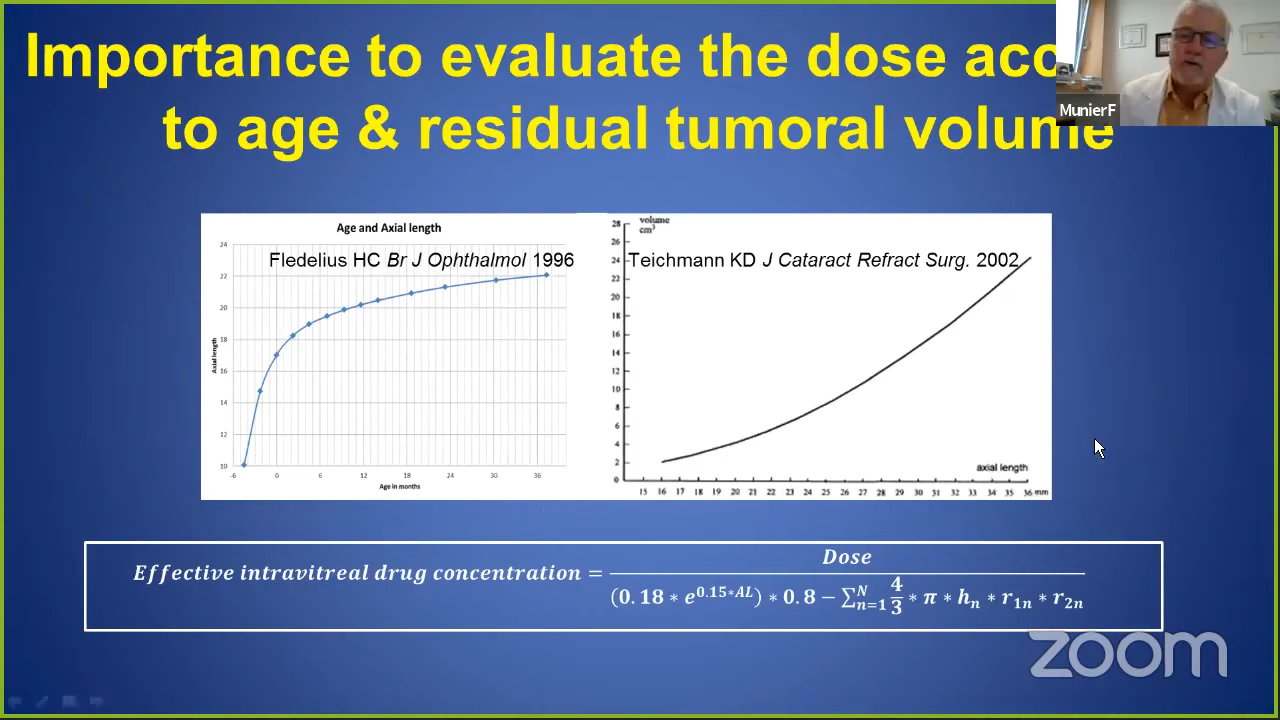 Importance to evaluate the dose acc
to age & residual tumoral volume
Munier F
Age and Axial length
Fledelius HC Br J Ophthalmol 1996
24
22
20
18
16
14
12
10
Axial length
-6 0 6 12 18 24 30 36
Age in months
volume
cm³
Teichmann KD J Cataract Refract Surg. 2002
28
26
24
22
20
18
16
14
12
10
8
6
4
2
0
axial length
15 16 17 18 19 20 21 22 23 24 25 26 27 28 29 30 31 32 33 34 35 36 mm
Effective intravitreal drug concentration = Dose / (0.18 * e^0.15*AL) * 0.8 − ∑_{n=1}^{N} 4/3 * π * h_n * r_1n * r_2n
zoom